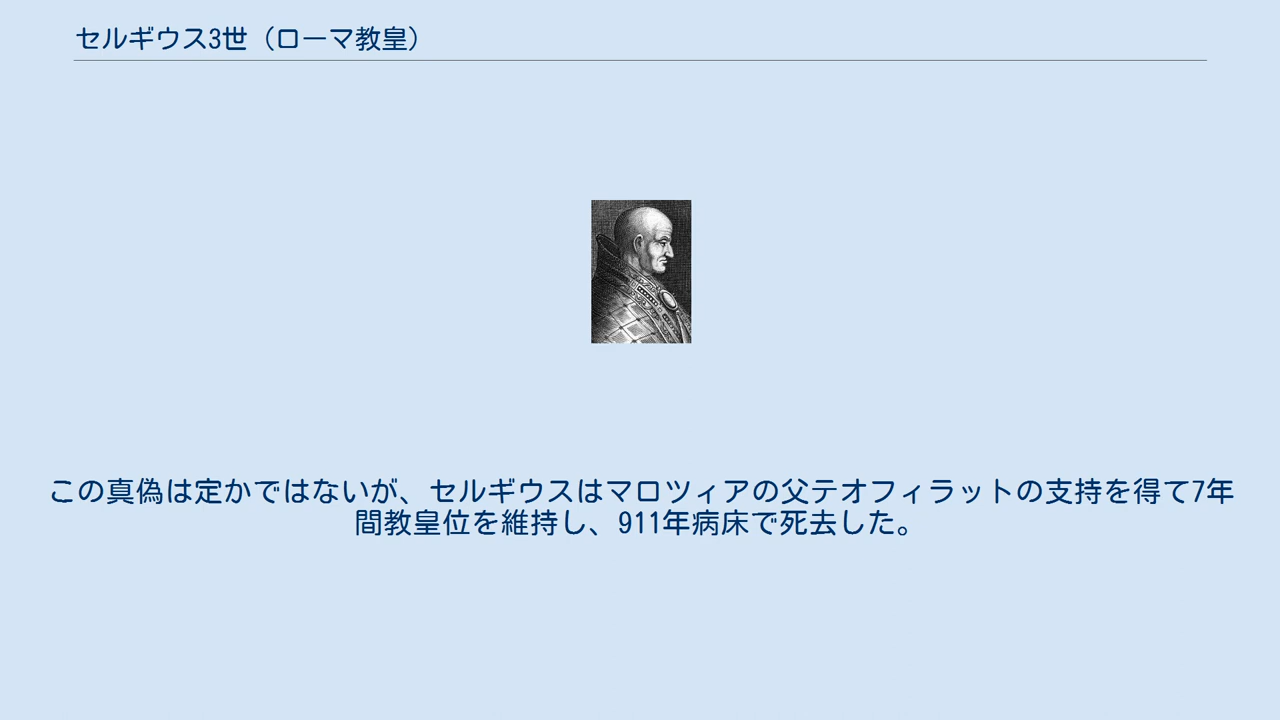 セルギウス3世（ローマ教皇）
この真偽は定かではないが、セルギウスはマロツィアの父テオフィラットの支持を得て7年
間教皇位を維持し、911年病床で死去した。